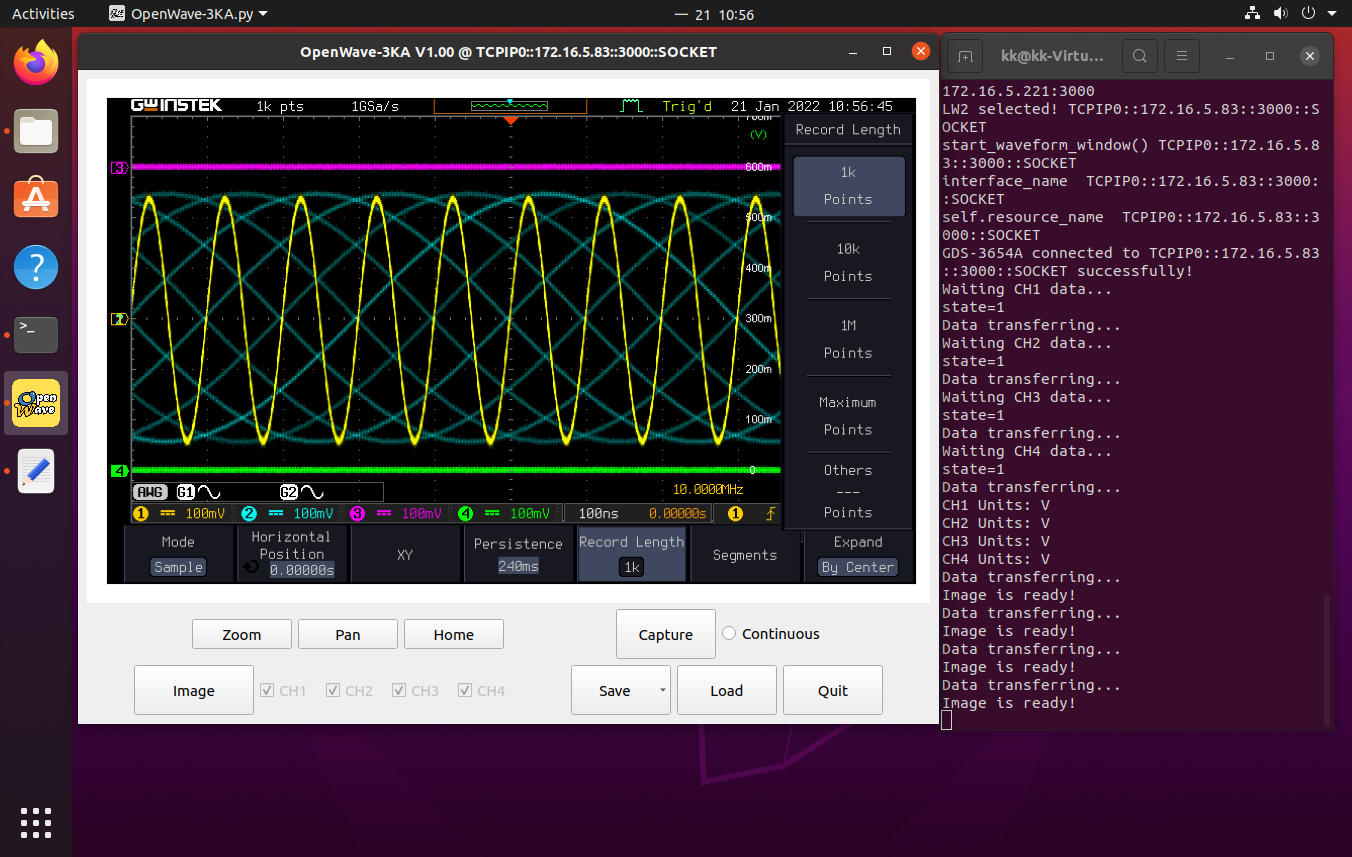 Activities
OpenWave-3KA.py
一 21 10:56
OpenWave-3KA V1.00 @ TCPIP0::172.16.5.83::3000::SOCKET
GWINSTEK 1k pts 1GSa/s Trig'd 21 Jan 2022 10:56:45
700m
(V)
600m
500m
400m
300m
200m
100m
0
3
2
4
Record Length
1k
Points
10k
Points
1M
Points
Maximum
Points
Others
---
Points
AWG G1 G2
10.0000MHz
1 100mV 2 100mV 3 100mV 4 100mV 100ns 0.00000s 1
Mode
Sample
Horizontal
Position
0.00000s
XY
Persistence
240ms
Record Length
1k
Segments
Expand
By Center
Zoom Pan Home Capture Continuous
Image CH1 CH2 CH3 CH4 Save Load Quit
Open
Wave
kk@kk-Virtu...
172.16.5.221:3000
LW2 selected! TCPIP0::172.16.5.83::3000::S
OCKET
start_waveform_window() TCPIP0::172.16.5.8
3::3000::SOCKET
interface_name  TCPIP0::172.16.5.83::3000:
:SOCKET
self.resource_name  TCPIP0::172.16.5.83::3
000::SOCKET
GDS-3654A connected to TCPIP0::172.16.5.83
::3000::SOCKET successfully!
Waiting CH1 data...
state=1
Data transferring...
Waiting CH2 data...
state=1
Data transferring...
Waiting CH3 data...
state=1
Data transferring...
Waiting CH4 data...
state=1
Data transferring...
CH1 Units: V
CH2 Units: V
CH3 Units: V
CH4 Units: V
Data transferring...
Image is ready!
Data transferring...
Image is ready!
Data transferring...
Image is ready!
Data transferring...
Image is ready!